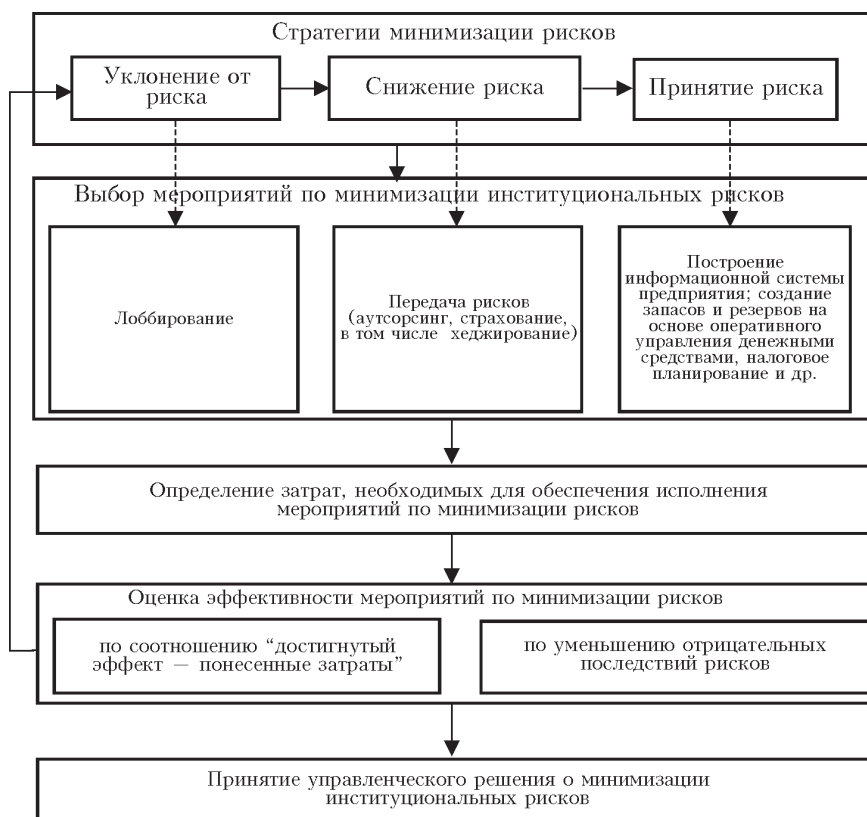 Стратегии минимизации рисков
Уклонение от
риска
Снижение риска
Принятие риска
Выбор мероприятий по минимизации институциональных рисков
Лоббирование
Передача рисков
(аутсорсинг, страхование,
в том числе хеджирование)
Построение
информационной системы
предприятия; создание
запасов и резервов на
основе оперативного
управления денежными
средствами, налоговое
планирование и др.
Определение затрат, необходимых для обеспечения исполнения
мероприятий по минимизации рисков
Оценка эффективности мероприятий по минимизации рисков
по соотношению “достигнутый
эффект — понесенные затраты”
по уменьшению отрицательных
последствий рисков
Принятие управленческого решения о минимизации
институциональных рисков